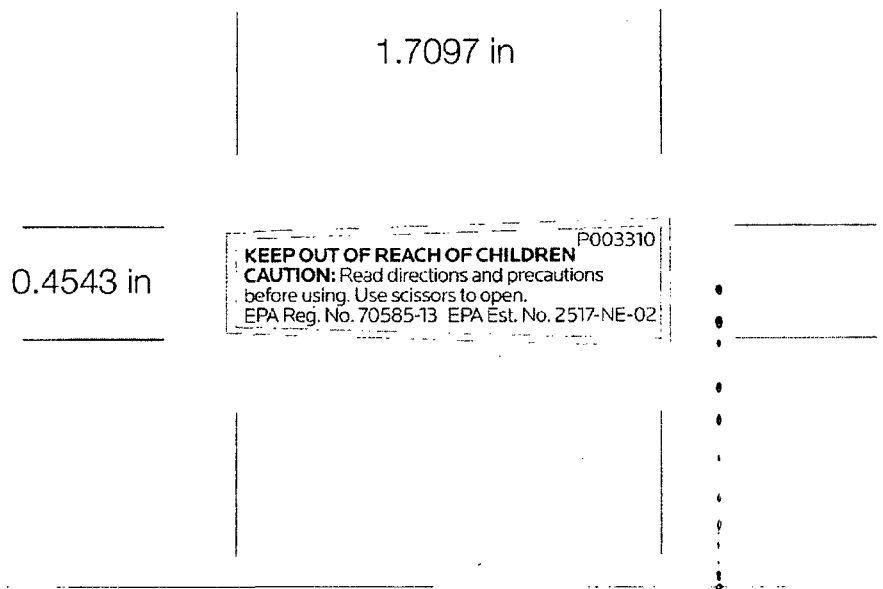 1.7097 in
P003310
KEEP OUT OF REACH OF CHILDREN
0.4543 in
CAUTION: Read directions and precautions
before using. Use scissors to open.
EPA Reg. No. 70585-13 EPA Est. No. 2517-NE-02